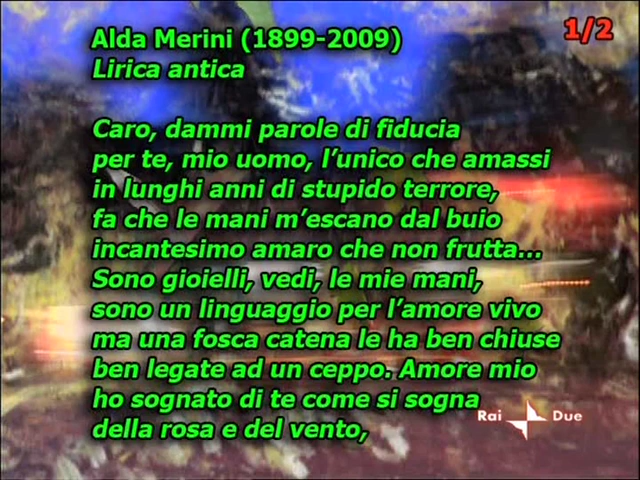 Alda Merini (1899-2009)
1/2
Lirica antica
Caro, dammi parole di fiducia
per te, mio uomo, l’unico che amassi
in lunghi anni di stupido terrore,
fa che le mani m’escano dal buio
incantesimo amaro che non frutta...
Sono gioielli, vedi, le mie mani,
sono un linguaggio per l’amore vivo
ma una fosca catena le ha ben chiuse
ben legate ad un ceppo. Amore mio
ho sognato di te come si sogna
della rosa e del vento,
Rai Due